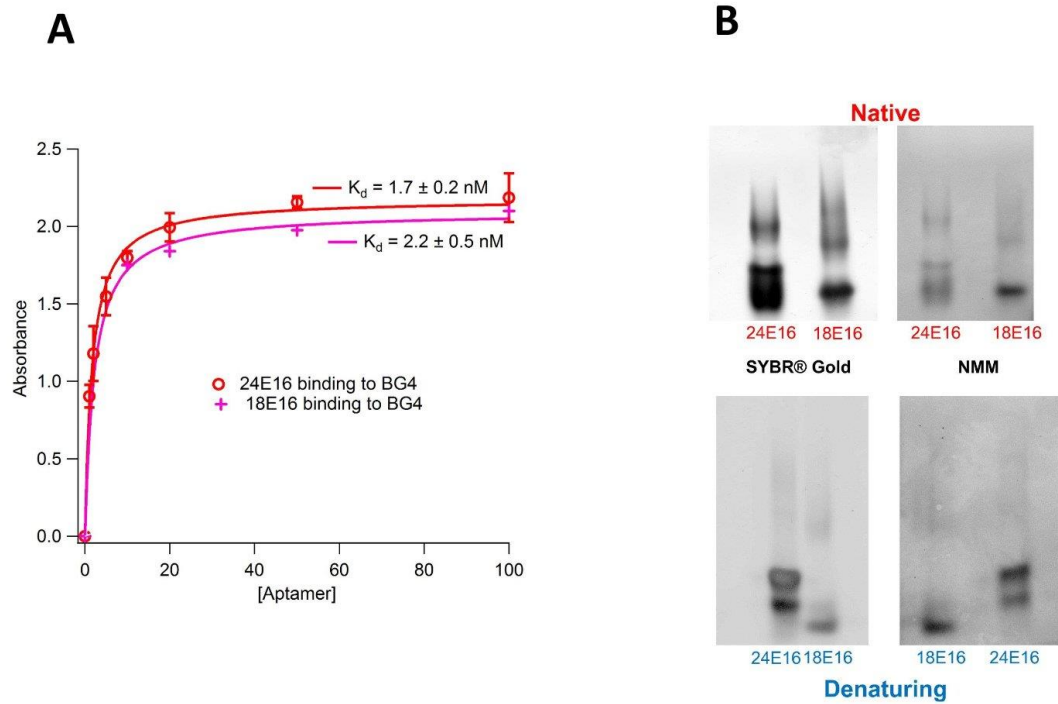 A
2.5
2.0
1.5
1.0
0.5
0.0
Absorbance
Kd = 1.7 ± 0.2 nM
Kd = 2.2 ± 0.5 nM
24E16 binding to BG4
18E16 binding to BG4
0 20 40 60 80 100
[Aptamer]
B
Native
24E16 18E16 24E16 18E16
SYBR® Gold NMM
24E16 18E16 18E16 24E16
Denaturing